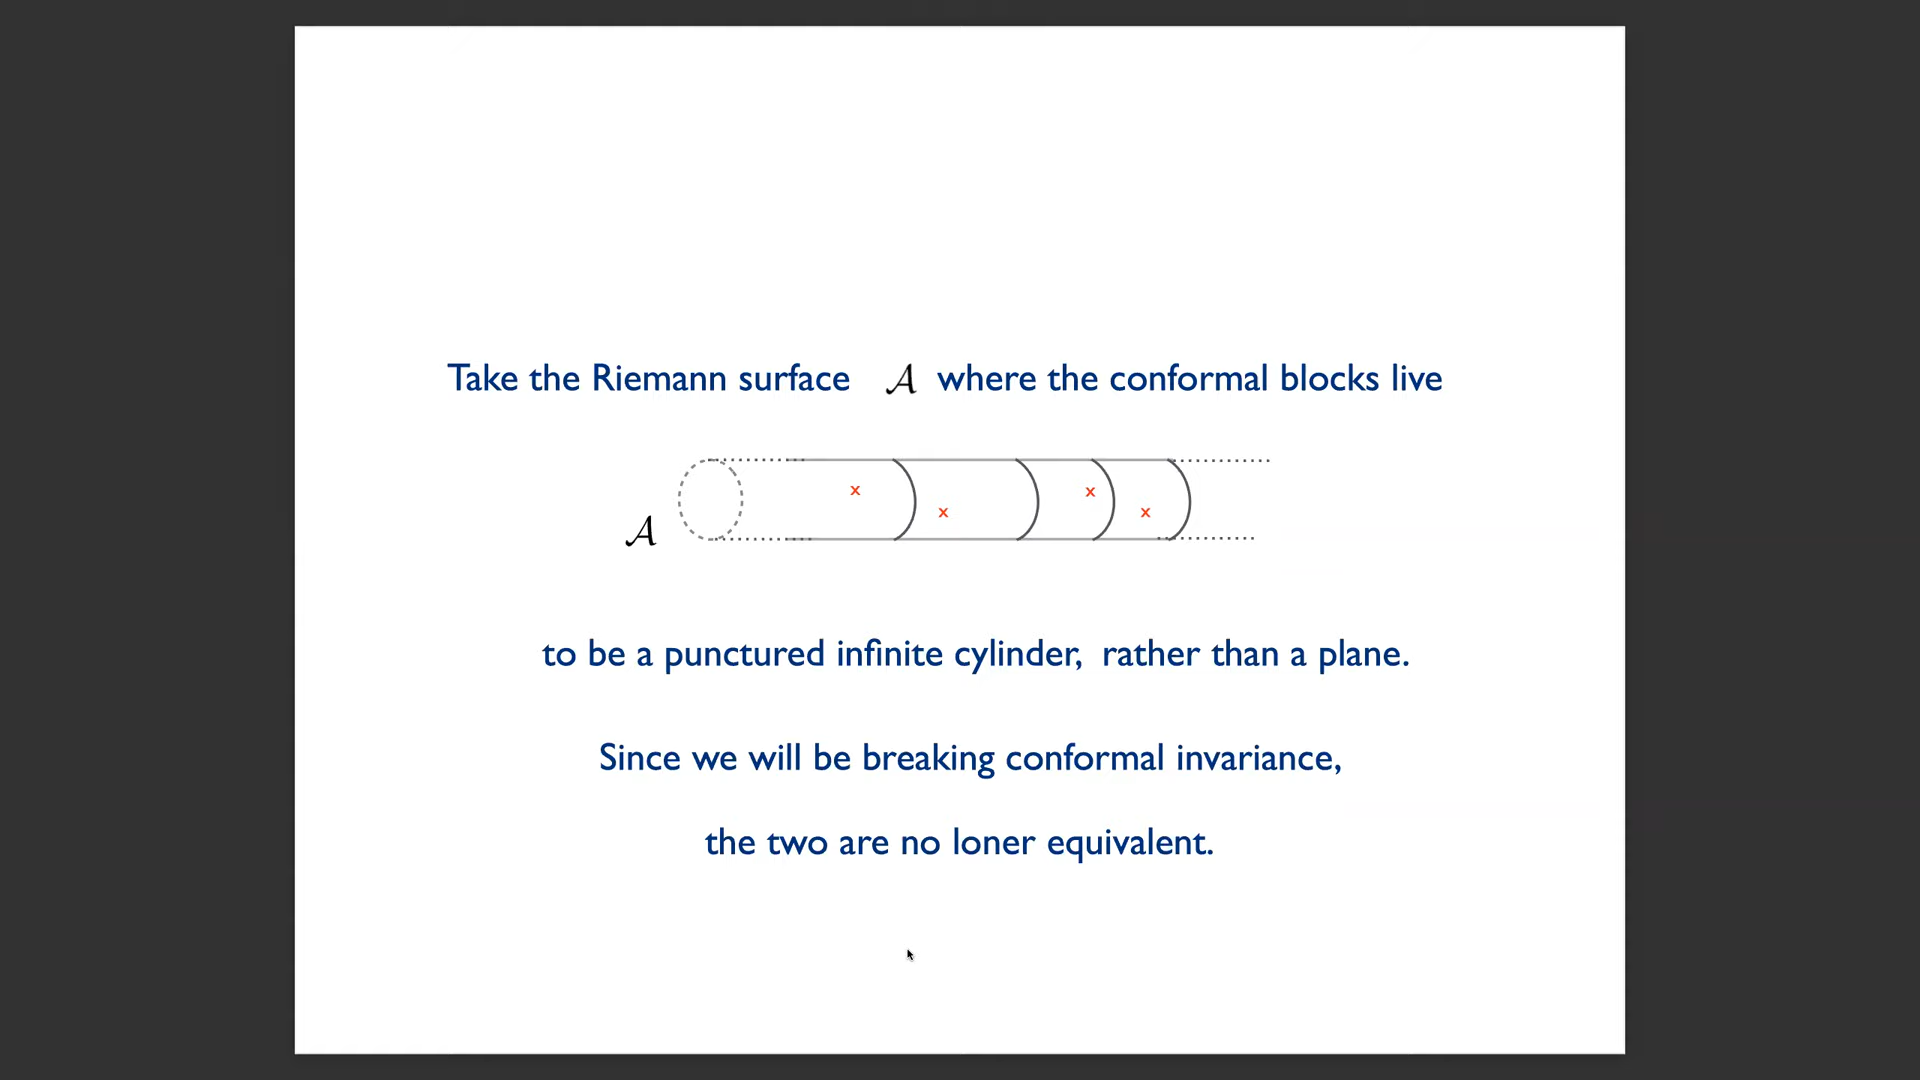 Take the Riemann surface 𝒜 where the conformal blocks live
x
x
x
x
𝒜
to be a punctured infinite cylinder, rather than a plane.
Since we will be breaking conformal invariance,
the two are no loner equivalent.